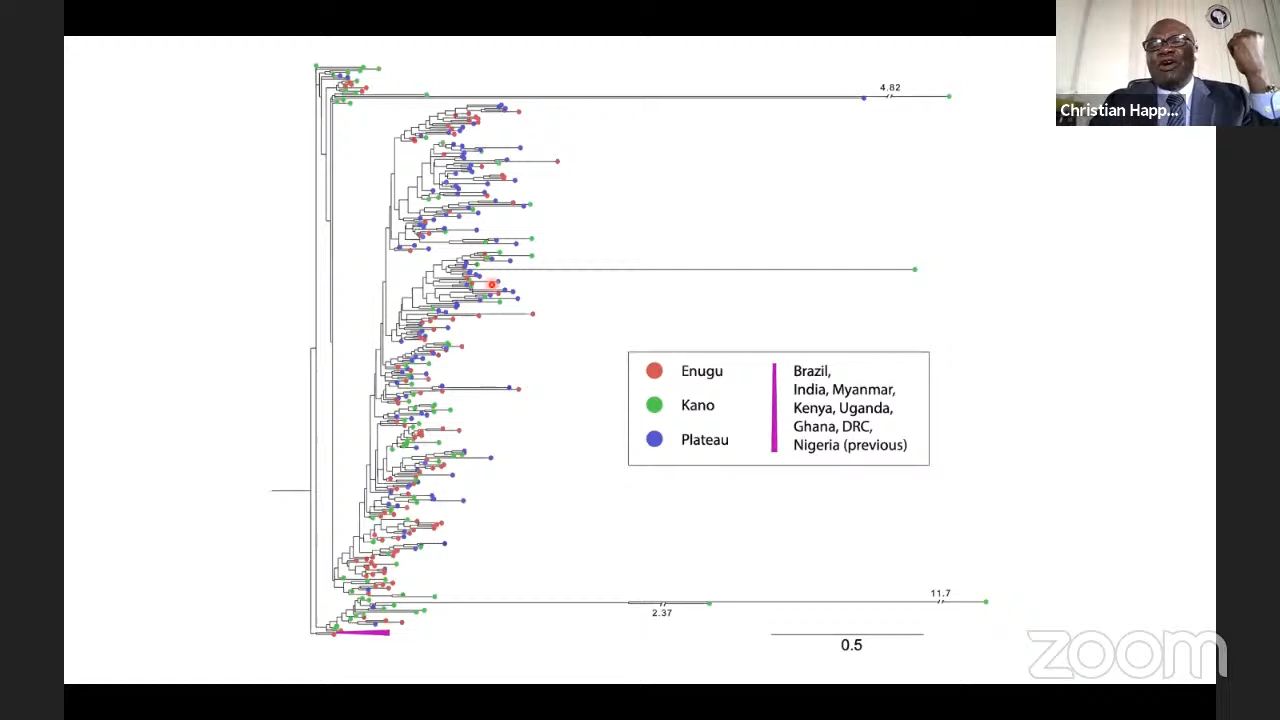 Christian Happ...
4.82
Enugu
Kano
Plateau
Brazil,
India, Myanmar,
Kenya, Uganda,
Ghana, DRC,
Nigeria (previous)
11.7
2.37
0.5
zoom